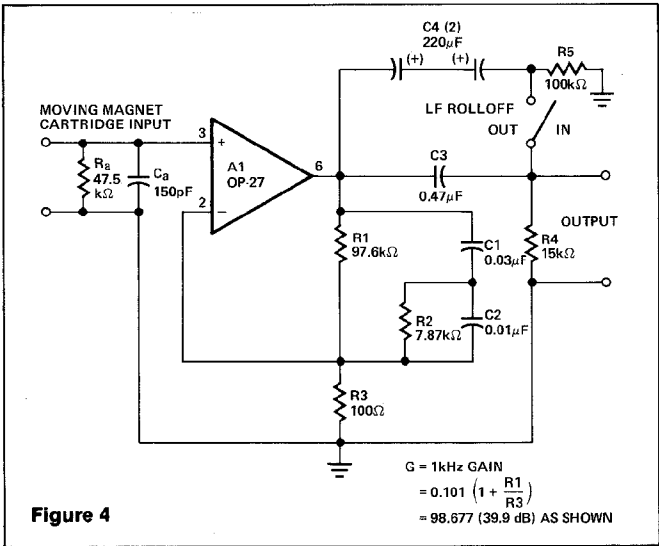 C4 (2)
220µF
(+) (+)
R5
100kΩ
LF ROLLOFF
OUT IN
MOVING MAGNET
CARTRIDGE INPUT
3
+
Ra
47.5
kΩ
Ca
150pF
A1
OP-27
6
2
−
C3
0.47µF
OUTPUT
R1
97.6kΩ
C1
0.03µF
R4
15kΩ
R2
7.87kΩ
C2
0.01µF
R3
100Ω
G = 1kHz GAIN
= 0.101 (1 + R1/R3)
= 98.677 (39.9 dB) AS SHOWN
Figure 4